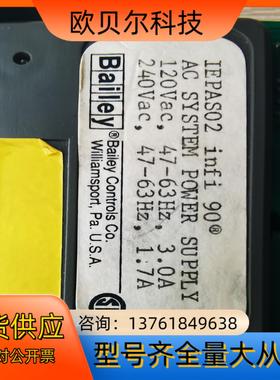 欧贝尔科技
IEPAS02 infi 90®
AC SYSTEM POWER SUPPLY
120Vac, 47-63Hz, 3.0A
240Vac, 47-63Hz, 1.7A
Bailey
®Bailey Controls Co.
Williamsport, Pa. U.S.A.
货供应
咨询：13761849638
对公开票
型号齐全量大从